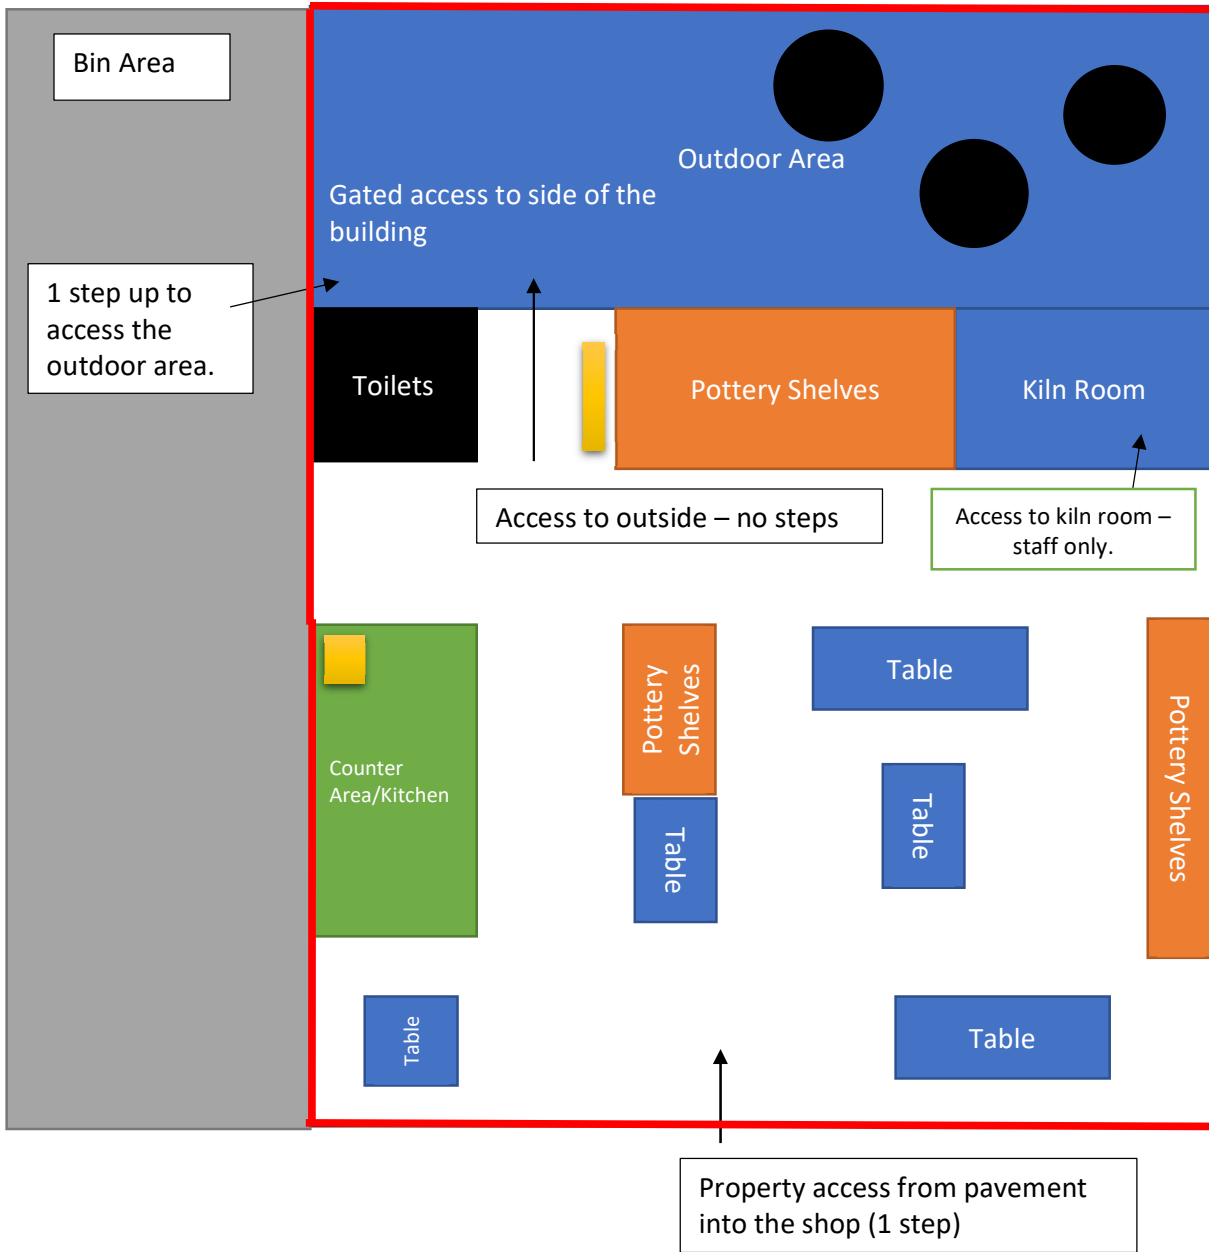 Bin Area
Outdoor Area
Gated access to side of the
building
1 step up to
access the
outdoor area.
Toilets
Pottery Shelves
Kiln Room
Access to outside – no steps
Access to kiln room –
staff only.
Counter
Area/Kitchen
Pottery
Shelves
Table
Table
Table
Pottery Shelves
Table
Table
Property access from pavement
into the shop (1 step)